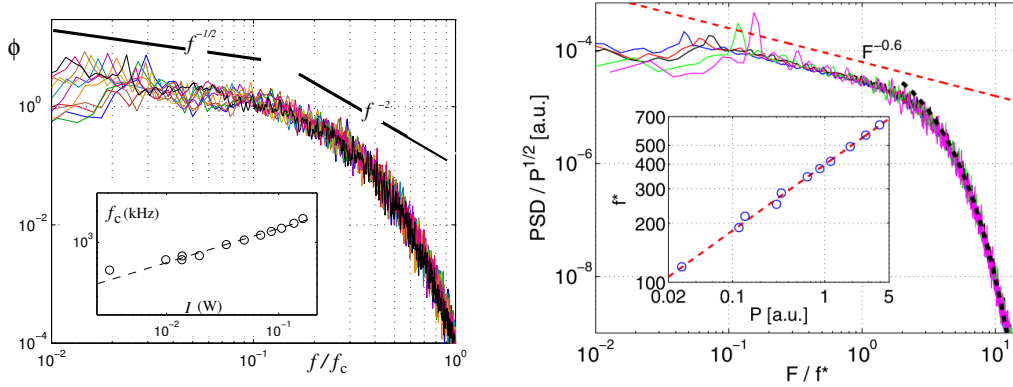 ϕ
f^{-1/2}
f^{-2}
10^0
10^{-2}
10^{-4}
f_c (kHz)
10^3
10^{-2} 10^{-1}
I (W)
10^{-2} 10^{-1} 10^0
f/f_c
PSD / P^{1/2} [a.u.]
10^{-4}
10^{-6}
10^{-8}
F^{-0.6}
f*
700
500
400
300
200
100
0.02 0.1 1 5
P [a.u.]
10^{-2} 10^{-1} 10^0 10^1
F / f*